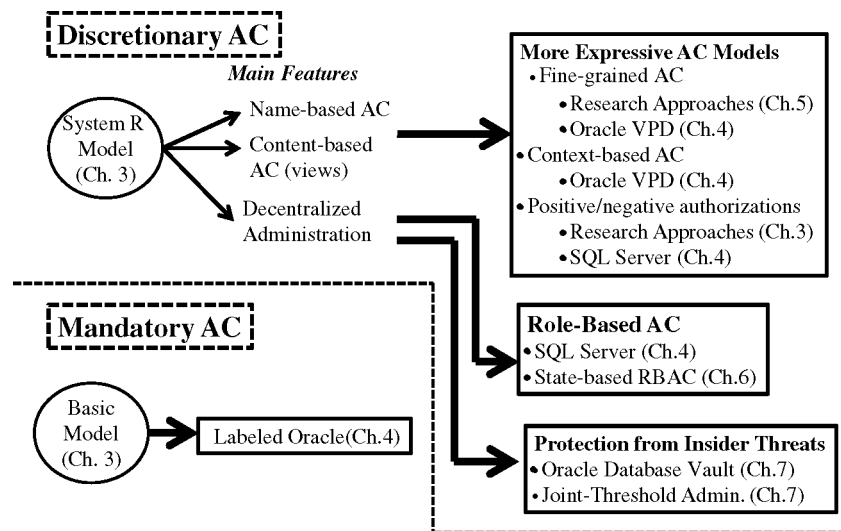 Discretionary AC
Main Features
System R
Model
(Ch. 3)
Name-based AC
Content-based
AC (views)
Decentralized
Administration
More Expressive AC Models
• Fine-grained AC
• Research Approaches (Ch.5)
• Oracle VPD (Ch.4)
• Context-based AC
• Oracle VPD (Ch.4)
• Positive/negative authorizations
• Research Approaches (Ch.3)
• SQL Server (Ch.4)
Role-Based AC
• SQL Server (Ch.4)
• State-based RBAC (Ch.6)
Protection from Insider Threats
• Oracle Database Vault (Ch.7)
• Joint-Threshold Admin. (Ch.7)
Mandatory AC
Basic
Model
(Ch. 3)
Labeled Oracle(Ch.4)